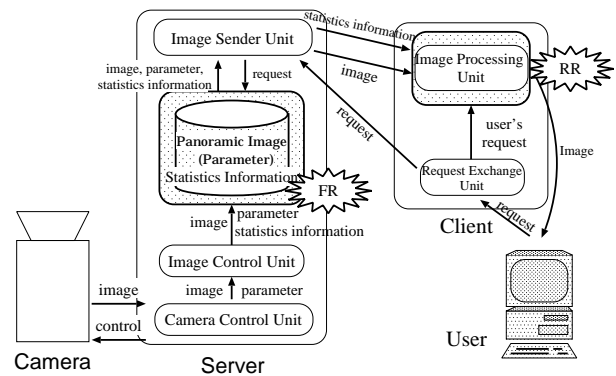 statistics information
Image Sender Unit
image
Image Processing
Unit
RR
image, parameter,
statistics information
request
request
user's
request
Image
Panoramic Image
(Parameter)
Statistics Information
FR
Request Exchange
Unit
Client
request
image
parameter
statistics information
Image Control Unit
image
parameter
image
control
Camera Control Unit
Camera
Server
User